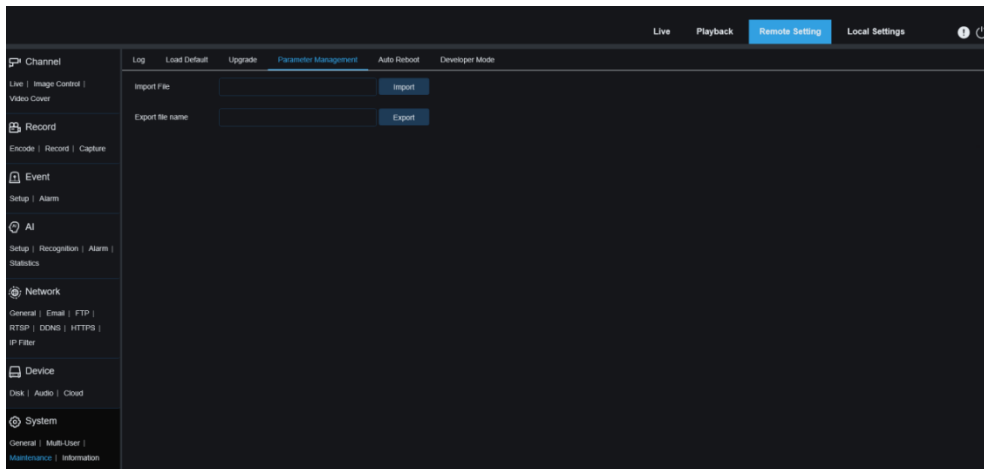 Live Playback Remote Setting Local Settings
Channel
Live | Image Control |
Video Cover
Record
Encode | Record | Capture
Event
Setup | Alarm
AI
Setup | Recognition | Alarm |
Statistics
Network
General | Email | FTP |
RTSP | DDNS | HTTPS |
IP Filter
Device
Disk | Audio | Cloud
System
General | Multi-User |
Maintenance | Information
Log Load Default Upgrade Parameter Management Auto Reboot Developer Mode
Import File Import
Export file name Export